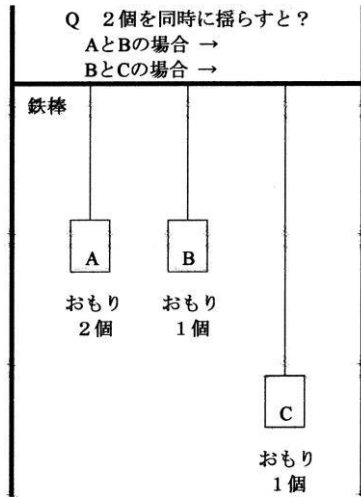 Q 2個を同時に揺らすと？
AとBの場合 →
BとCの場合 →
鉄棒
A
B
おもり
2個
おもり
1個
C
おもり
1個